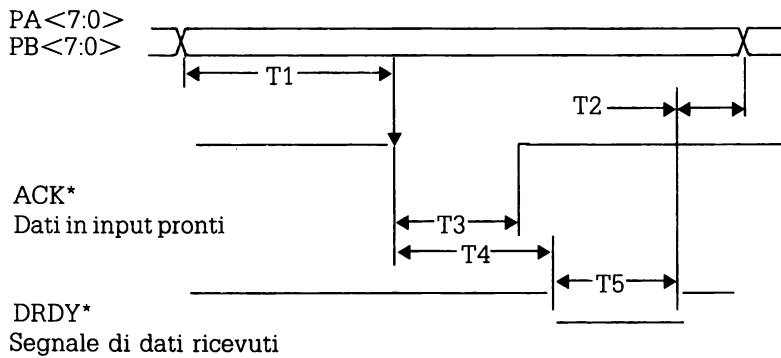 PA<7:0>
PB<7:0>
T1
T2
ACK*
Dati in input pronti
T3
T4
T5
DRDY*
Segnale di dati ricevuti